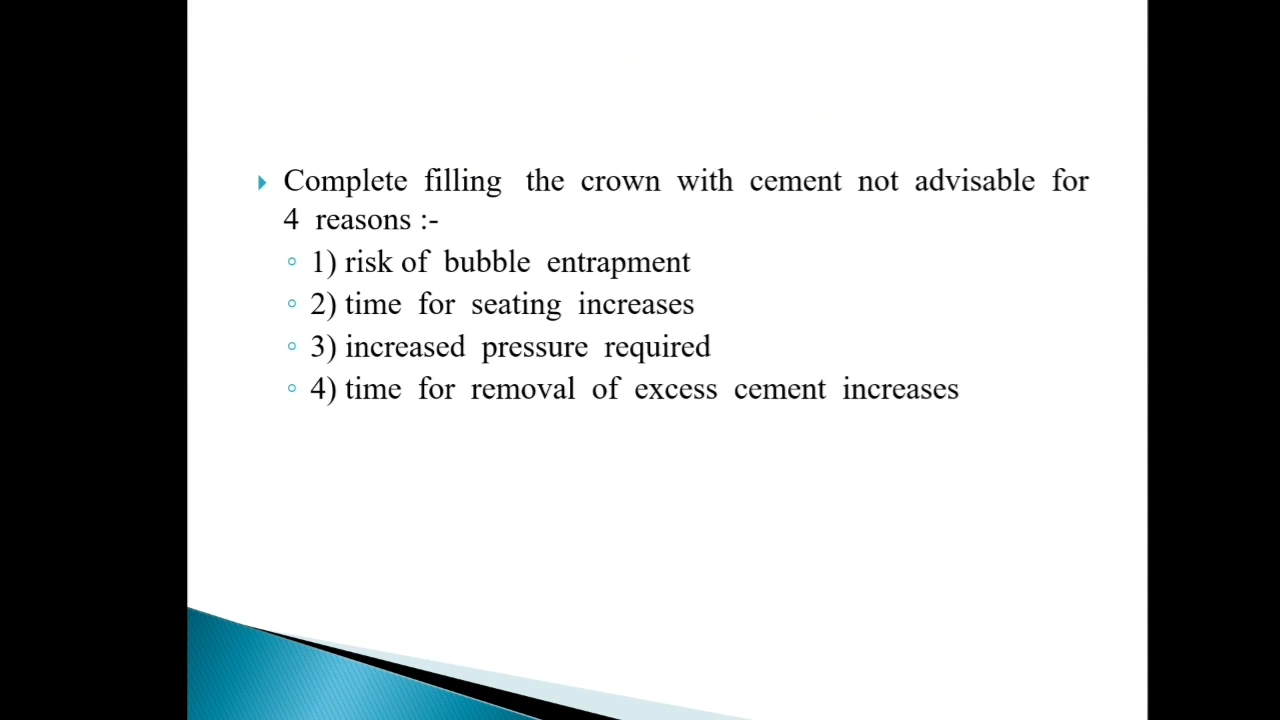 Complete filling the crown with cement not advisable for
4 reasons :-
1) risk of bubble entrapment
2) time for seating increases
3) increased pressure required
4) time for removal of excess cement increases